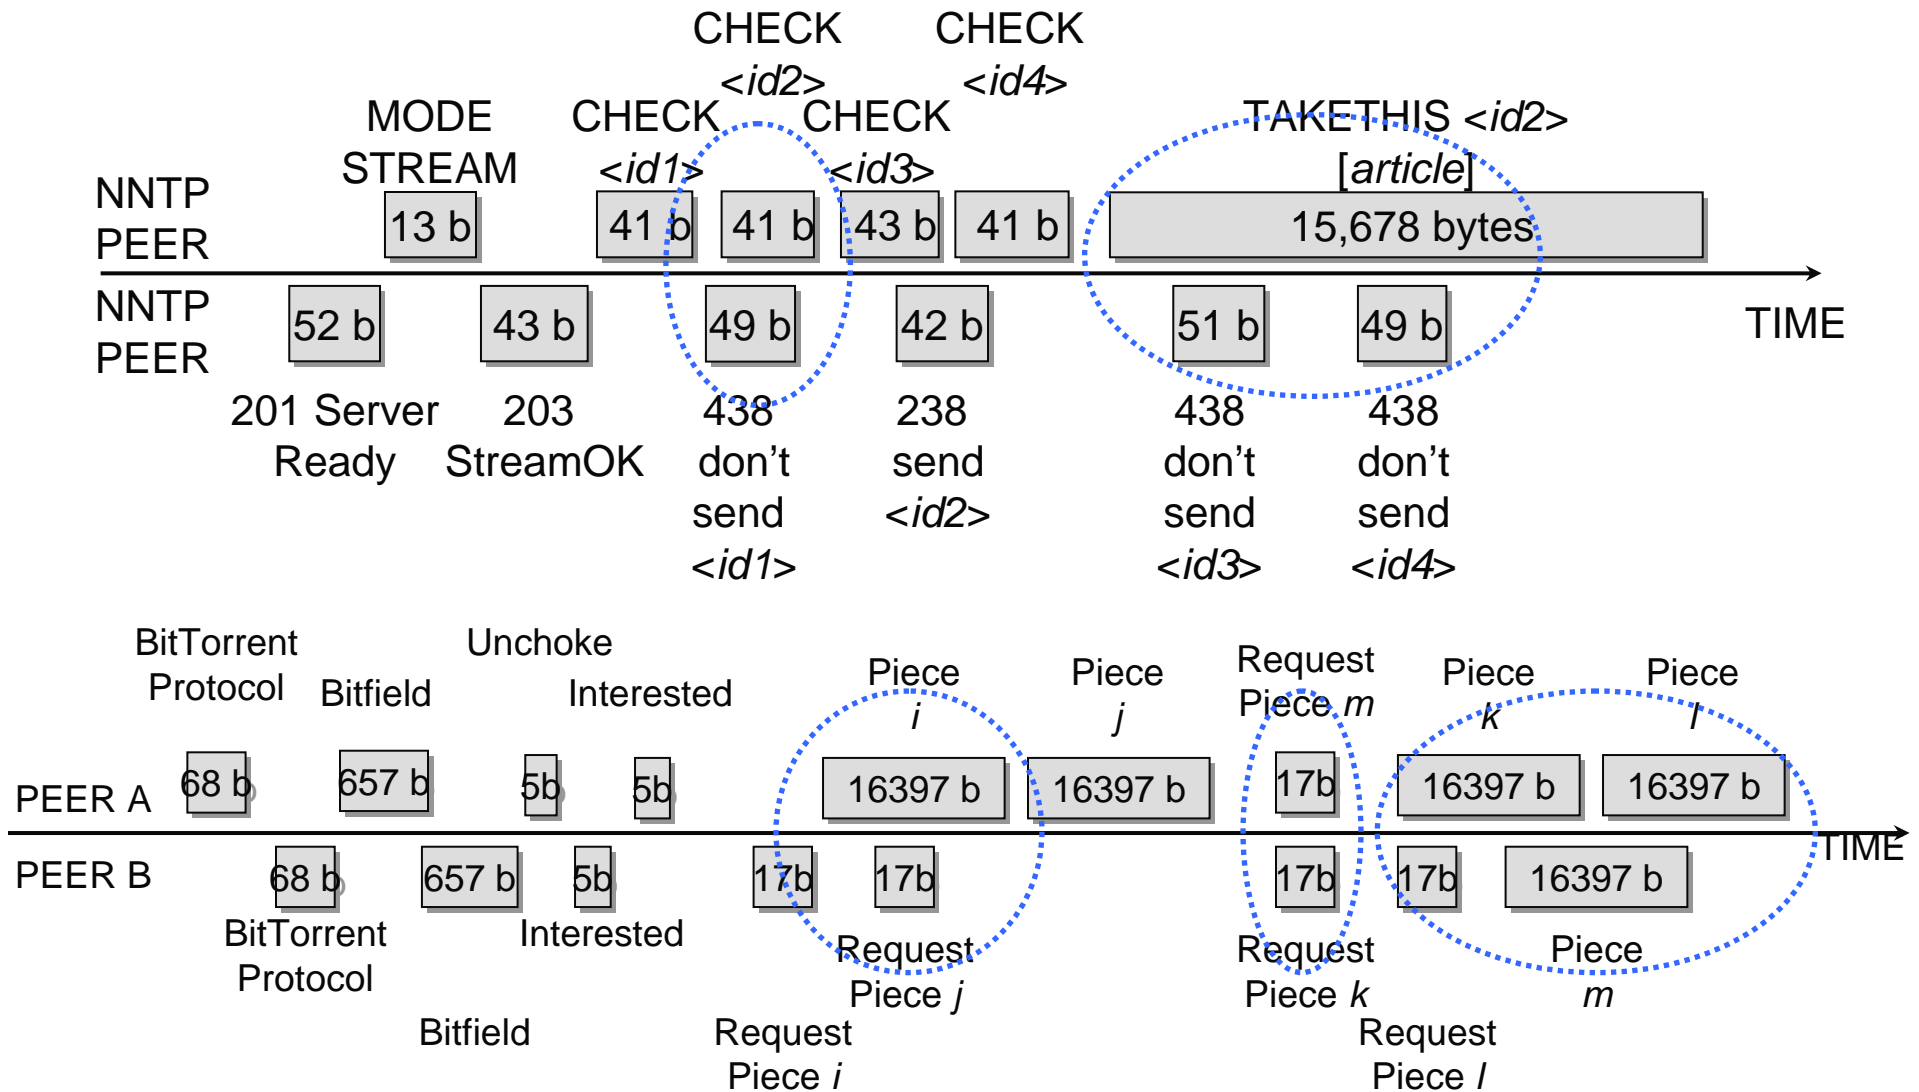 CHECK CHECK
<id2> <id4>
MODE CHECK CHECK TAKETHIS <id2>
STREAM <id1> <id3> [article]
NNTP
PEER
13 b 41 b 41 b 43 b 41 b 15,678 bytes
NNTP
PEER
52 b 43 b 49 b 42 b 51 b 49 b
TIME
201 Server 203 438 238 438 438
Ready StreamOK don't send don't don't
send <id2> send send
<id1> <id3> <id4>
BitTorrent Unchoke Piece Piece Request Piece Piece
Protocol Bitfield Interested i j Piece m k l
PEER A
68 b 657 b 5b 5b 16397 b 16397 b 17b 16397 b 16397 b
TIME
PEER B
68 b 657 b 5b 17b 17b 17b 17b 16397 b
BitTorrent Interested Request Request Piece
Protocol Piece j Piece k m
Bitfield Request Request
Piece i Piece l